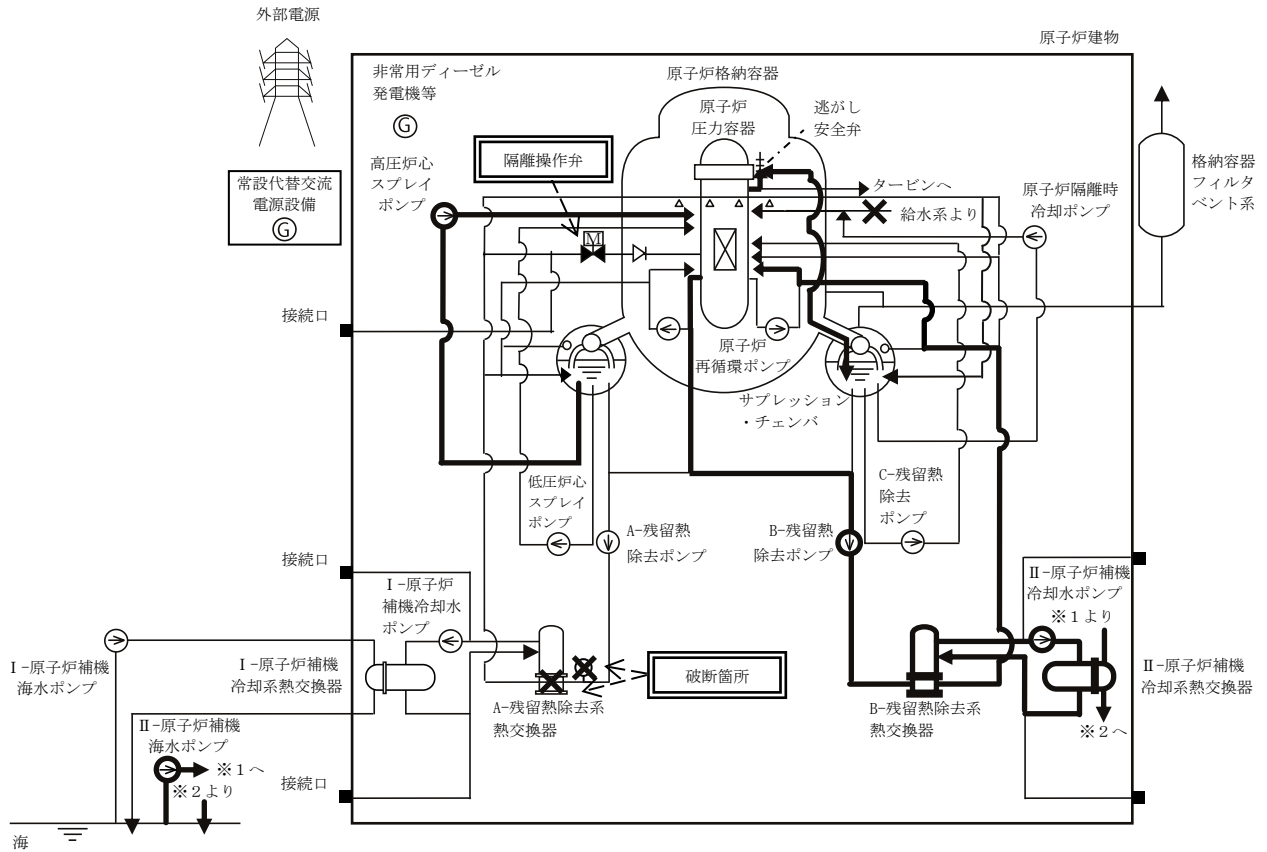 外部電源
原子炉建物
非常用ディーゼル
発電機等
G
原子炉格納容器
原子炉
圧力容器
逃がし
安全弁
隔離操作弁
高圧炉心
スプレイ
ポンプ
常設代替交流
電源設備
G
M
タービンへ
給水系より
原子炉隔離時
冷却ポンプ
格納容器
フィルタ
ベント系
接続口
原子炉
再循環ポンプ
サプレッション
・チェンバ
低圧炉心
スプレイ
ポンプ
A-残留熱
除去ポンプ
B-残留熱
除去ポンプ
C-残留熱
除去
ポンプ
接続口
Ⅰ-原子炉
補機冷却水
ポンプ
Ⅱ-原子炉補機
冷却水ポンプ
※1より
Ⅰ-原子炉補機
海水ポンプ
Ⅰ-原子炉補機
冷却系熱交換器
破断箇所
Ⅱ-原子炉補機
冷却系熱交換器
A-残留熱除去系
熱交換器
B-残留熱除去系
熱交換器
※2へ
Ⅱ-原子炉補機
海水ポンプ
※1へ
※2より
接続口
海